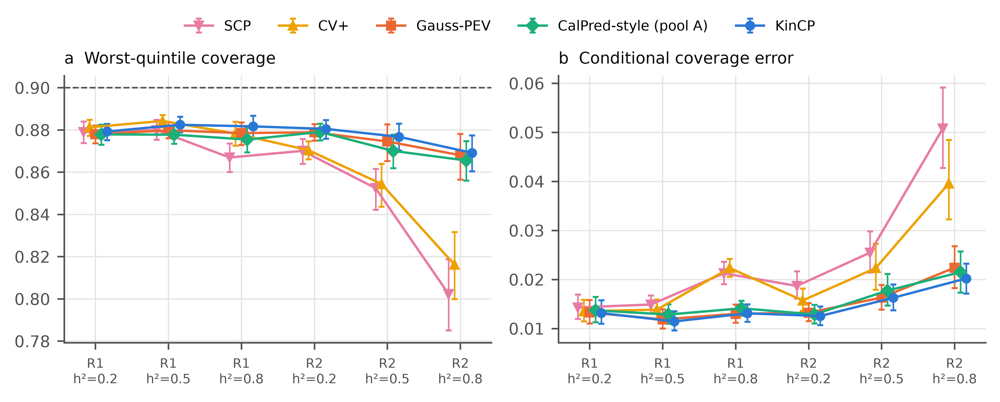 SCP CV+ Gauss-PEV CalPred-style (pool A) KinCP
a Worst-quintile coverage
0.90
0.88
0.86
0.84
0.82
0.80
0.78
R1 R1 R1 R2 R2 R2
h²=0.2 h²=0.5 h²=0.8 h²=0.2 h²=0.5 h²=0.8
b Conditional coverage error
0.06
0.05
0.04
0.03
0.02
0.01
R1 R1 R1 R2 R2 R2
h²=0.2 h²=0.5 h²=0.8 h²=0.2 h²=0.5 h²=0.8